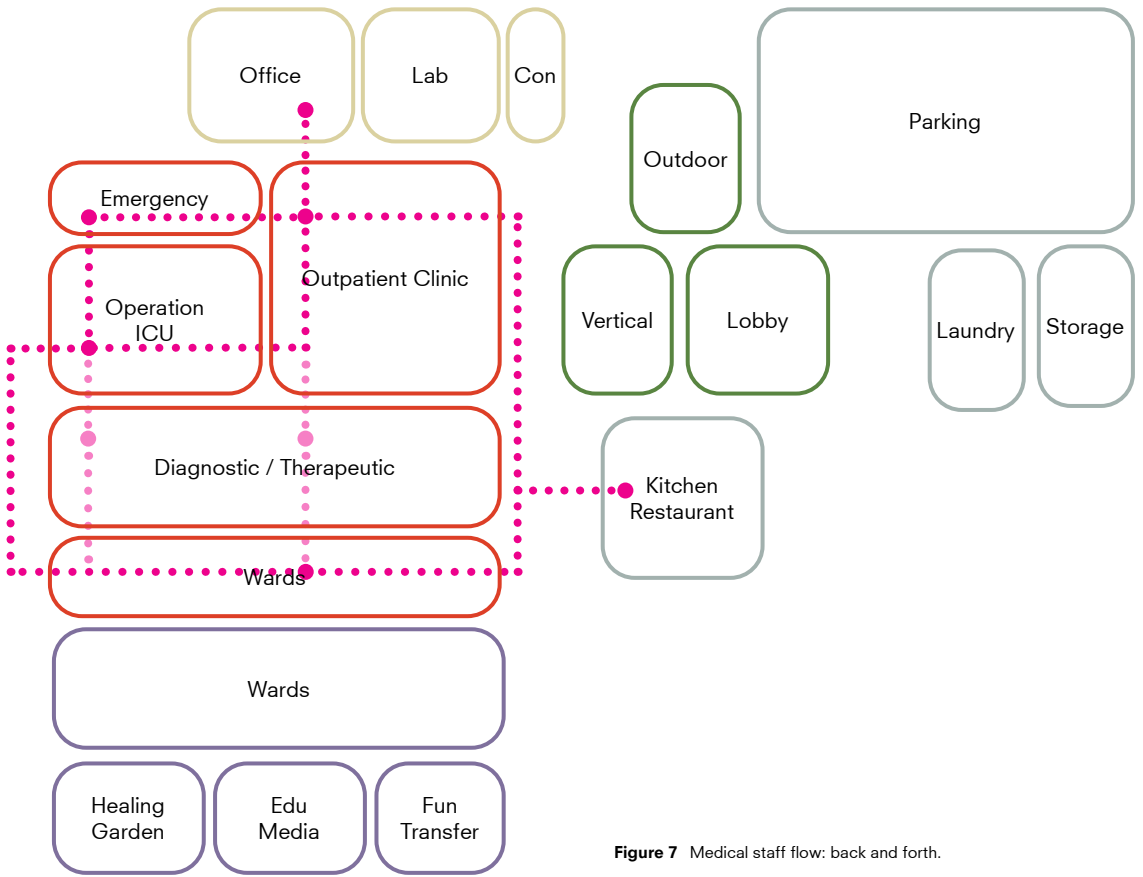 Office
Lab
Con
Parking
Outdoor
Emergency
Outpatient Clinic
Operation
ICU
Vertical
Lobby
Laundry
Storage
Diagnostic / Therapeutic
Kitchen
Restaurant
Wards
Wards
Healing
Garden
Edu
Media
Fun
Transfer
Figure 7 Medical staff flow: back and forth.